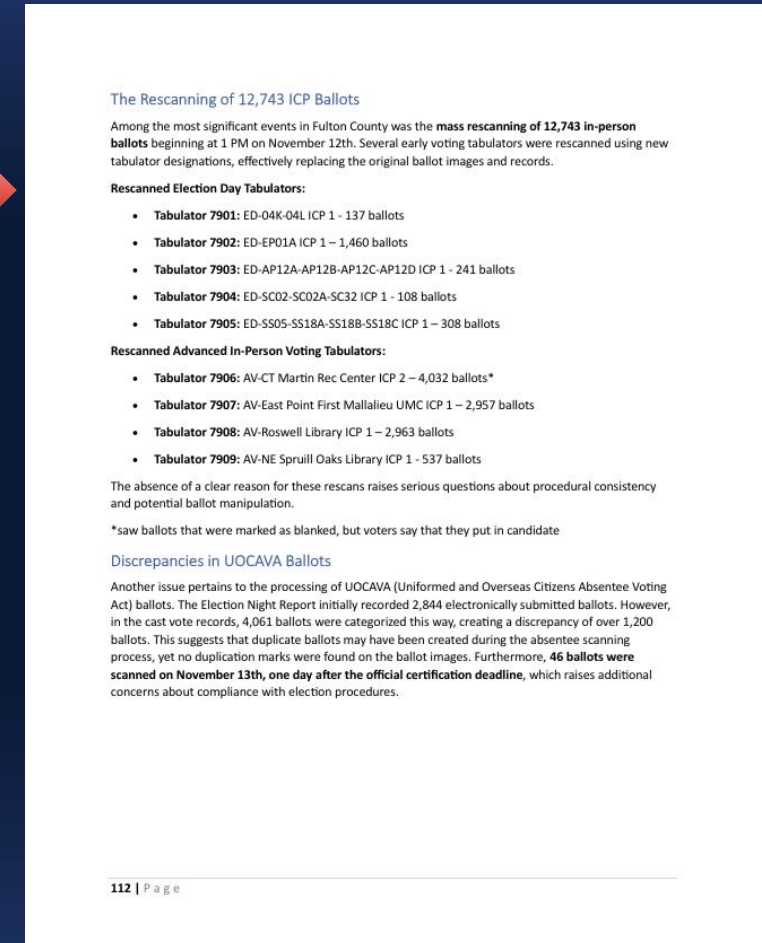 The Rescanning of 12,743 ICP Ballots
Among the most significant events in Fulton County was the mass rescanning of 12,743 in-person
ballots beginning at 1 PM on November 12th. Several early voting tabulators were rescanned using new
tabulator designations, effectively replacing the original ballot images and records.
Rescanned Election Day Tabulators:
• Tabulator 7901: ED-04K-04L ICP 1 - 137 ballots
• Tabulator 7902: ED-EP01A ICP 1 – 1,460 ballots
• Tabulator 7903: ED-AP12A-AP12B-AP12C-AP12D ICP 1 - 241 ballots
• Tabulator 7904: ED-SC02-SC02A-SC32 ICP 1 - 108 ballots
• Tabulator 7905: ED-SS05-SS18A-SS18B-SS18C ICP 1 – 308 ballots
Rescanned Advanced In-Person Voting Tabulators:
• Tabulator 7906: AV-CT Martin Rec Center ICP 2 – 4,032 ballots*
• Tabulator 7907: AV-East Point First Mallalieu UMC ICP 1 – 2,957 ballots
• Tabulator 7908: AV-Roswell Library ICP 1 – 2,963 ballots
• Tabulator 7909: AV-NE Spruill Oaks Library ICP 1 - 537 ballots
The absence of a clear reason for these rescans raises serious questions about procedural consistency
and potential ballot manipulation.
*saw ballots that were marked as blanked, but voters say that they put in candidate
Discrepancies in UOCAVA Ballots
Another issue pertains to the processing of UOCAVA (Uniformed and Overseas Citizens Absentee Voting
Act) ballots. The Election Night Report initially recorded 2,844 electronically submitted ballots. However,
in the cast vote records, 4,061 ballots were categorized this way, creating a discrepancy of over 1,200
ballots. This suggests that duplicate ballots may have been created during the absentee scanning
process, yet no duplication marks were found on the ballot images. Furthermore, 46 ballots were
scanned on November 13th, one day after the official certification deadline, which raises additional
concerns about compliance with election procedures.
112 | Page